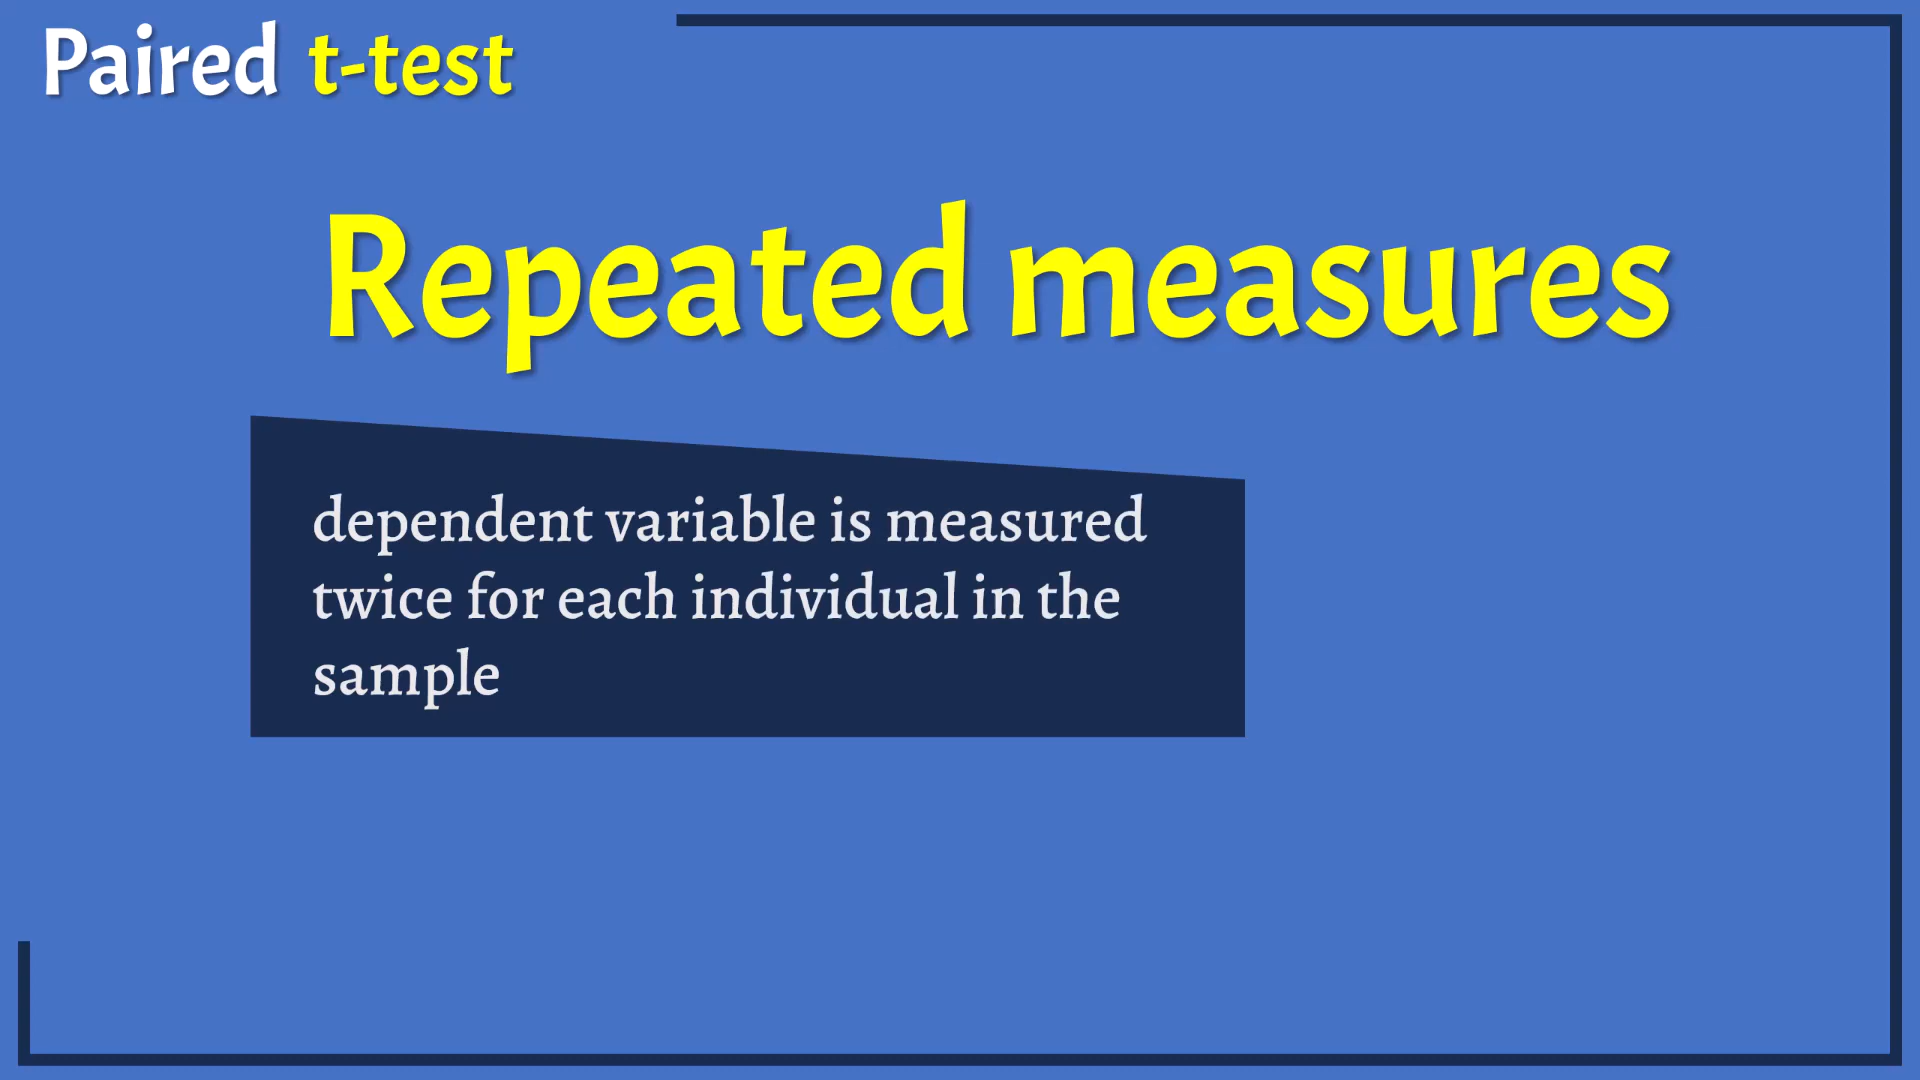 Paired t-test
Repeated measures
dependent variable is measured
twice for each individual in the
sample